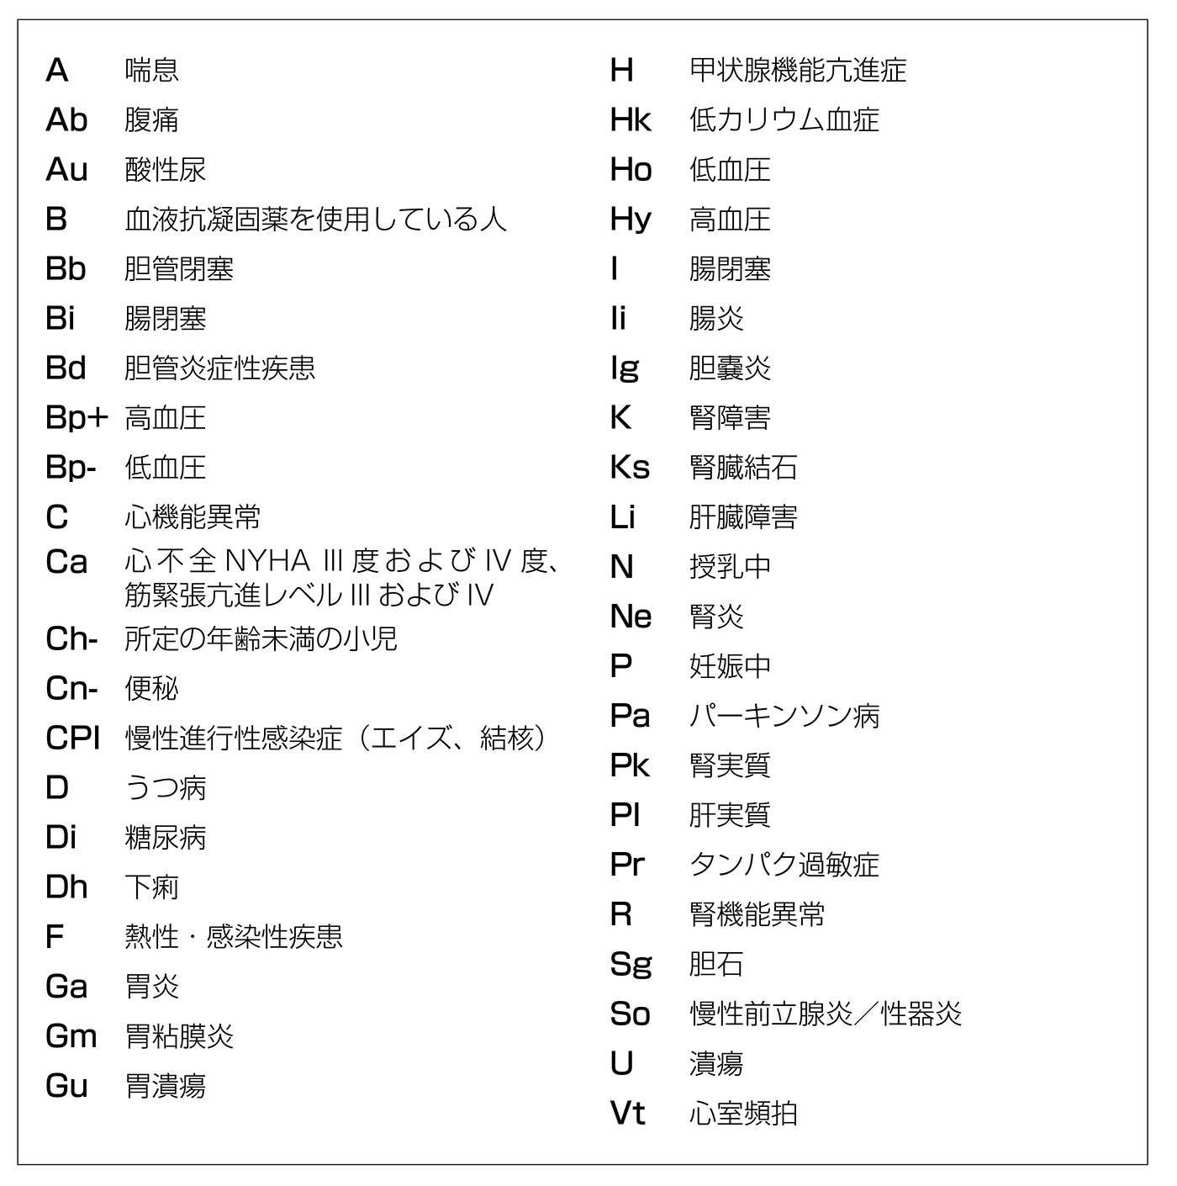 A 喘息
Ab 腹痛
Au 酸性尿
B 血液抗凝固薬を使用している人
Bb 胆管閉塞
Bi 腸閉塞
Bd 胆管炎症性疾患
Bp+ 高血圧
Bp- 低血圧
C 心機能異常
Ca 心不全 NYHA III 度および IV 度、
筋緊張亢進レベル III および IV
Ch- 所定の年齢未満の小児
Cn- 便秘
CPI 慢性進行性感染症（エイズ、結核）
D うつ病
Di 糖尿病
Dh 下痢
F 熱性・感染性疾患
Ga 胃炎
Gm 胃粘膜炎
Gu 胃潰瘍
H 甲状腺機能亢進症
Hk 低カリウム血症
Ho 低血圧
Hy 高血圧
I 腸閉塞
Ii 腸炎
Ig 胆嚢炎
K 腎障害
Ks 腎臓結石
Li 肝臓障害
N 授乳中
Ne 腎炎
P 妊娠中
Pa パーキンソン病
Pk 腎実質
Pl 肝実質
Pr タンパク過敏症
R 腎機能異常
Sg 胆石
So 慢性前立腺炎／性器炎
U 潰瘍
Vt 心室頻拍